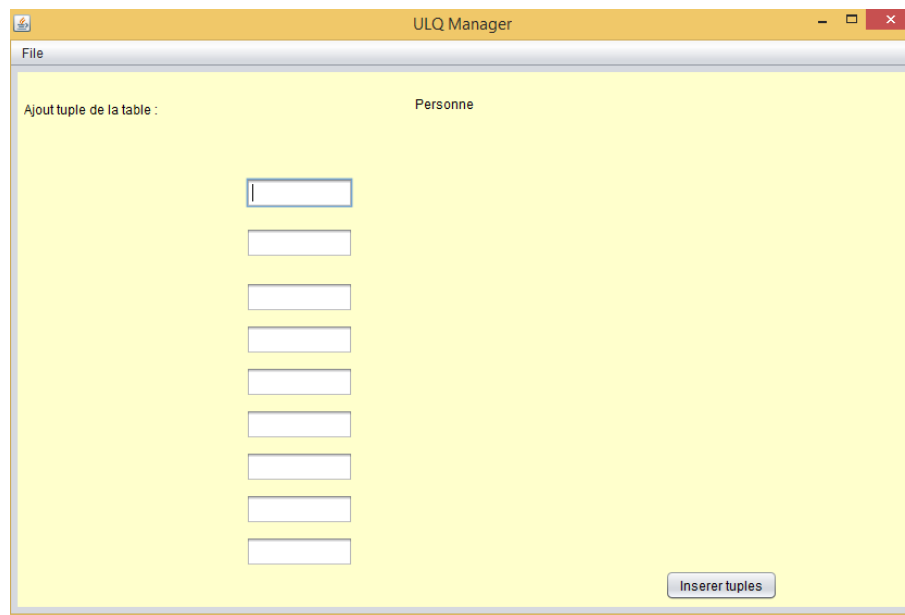 ULQ Manager
File
Ajout tuple de la table :
Personne
Inserer tuples